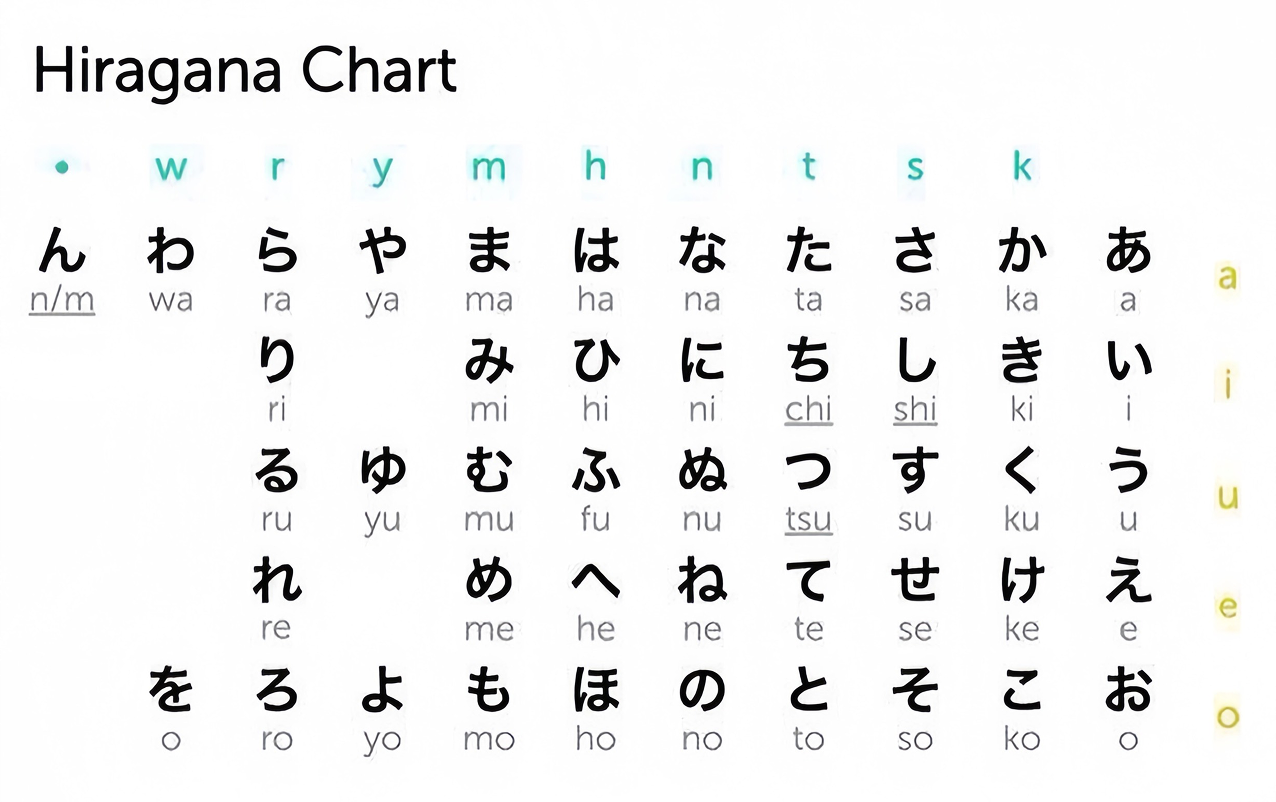 Hiragana Chart
• w r y m h n t s k
ん わ ら や ま は な た さ か あ
n/m wa ra ya ma ha na ta sa ka a a
り み ひ に ち し き い
ri mi hi ni chi shi ki i i
る ゆ む ふ ぬ つ す く う
ru yu mu fu nu tsu su ku u u
れ め へ ね て せ け え
re me he ne te se ke e e
を ろ よ も ほ の と そ こ お
o ro yo mo ho no to so ko o o